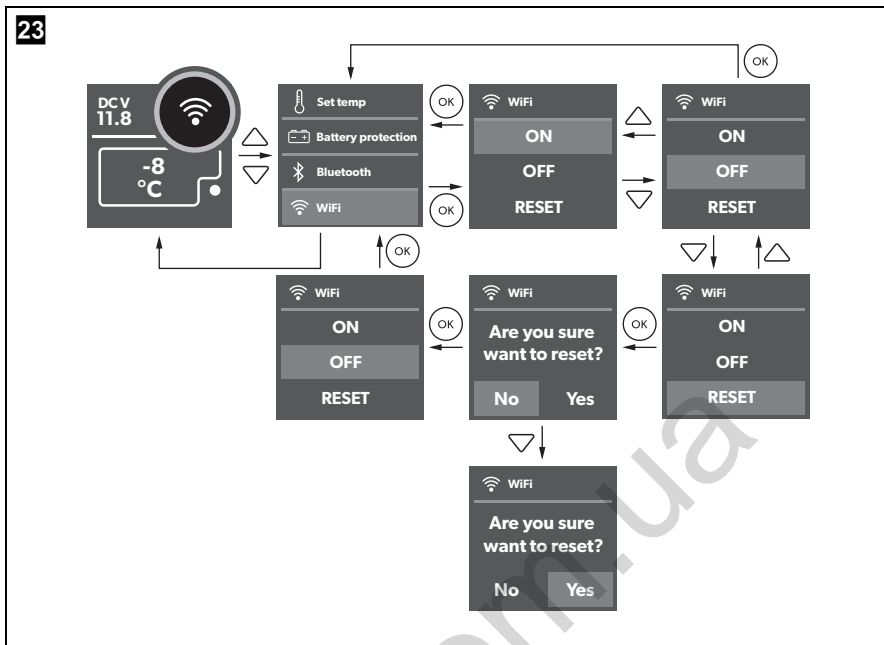 23
DC V
11.8
-8
°C
Set temp
Battery protection
Bluetooth
WiFi
OK
OK
WiFi
ON
OFF
RESET
OK
WiFi
ON
OFF
RESET
OK
WiFi
ON
OFF
RESET
OK
WiFi
Are you sure
want to reset?
No Yes
OK
WiFi
ON
OFF
RESET
WiFi
Are you sure
want to reset?
No Yes
om.ua